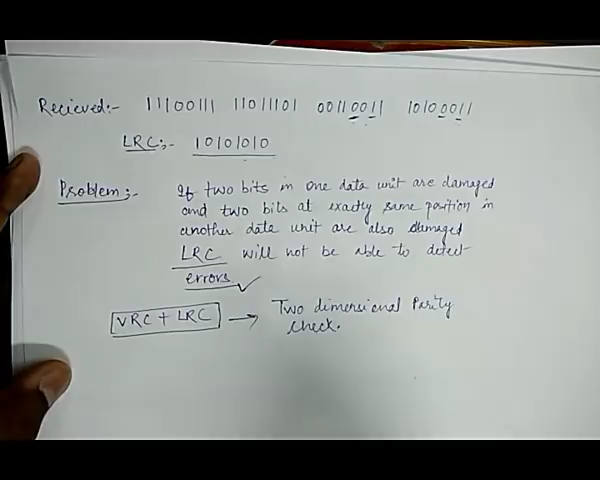 Recieved:- 11100111 11011101 00110011 10100011
LRC:- 10101010
Problem:- If two bits in one data unit are damaged
and two bits at exactly same position in
another data unit are also damaged
LRC will not be able to detect
errors
VRC + LRC → Two dimensional Parity
check.